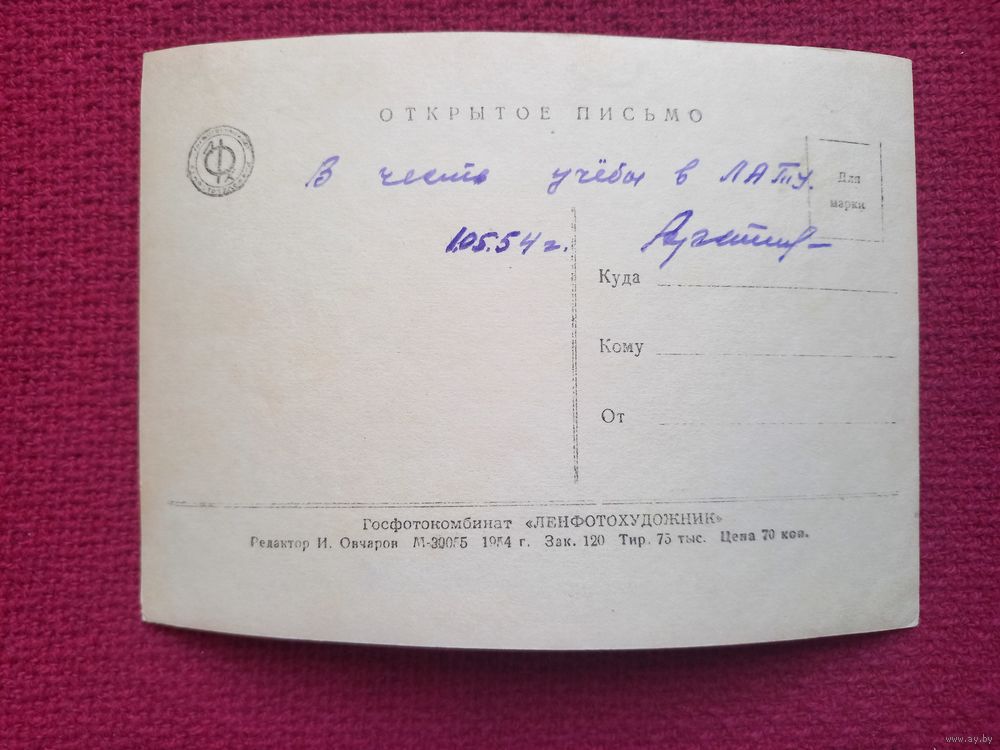 ОТКРЫТОЕ ПИСЬМО
В честь учёбы в ЛАТУ.
1.05.54 г.
Для
марки
Куда
Кому
От
Госфотокомбинат «ЛЕНФОТОХУДОЖНИК»
Редактор И. Овчаров М-39055 1954 г. Зак. 120 Тир. 75 тыс. Цена 70 коп.
www.ay.by